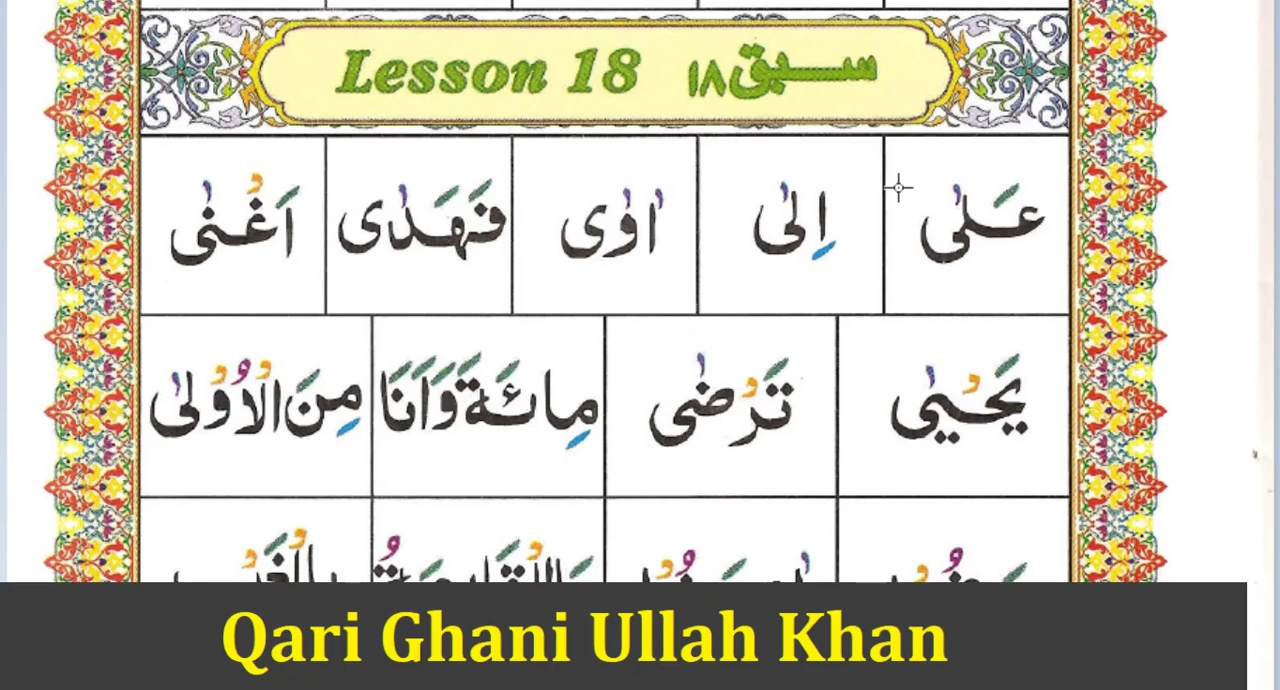 Lesson 18 سبق ١٨
عَلٰى اِلٰى اٰوٰى فَهَدٰى اَغْنٰى
يَحْيٰى تَرْضٰى مِائَةَ وَاَنَا مِنَ الْاُوْلٰى
Qari Ghani Ullah Khan